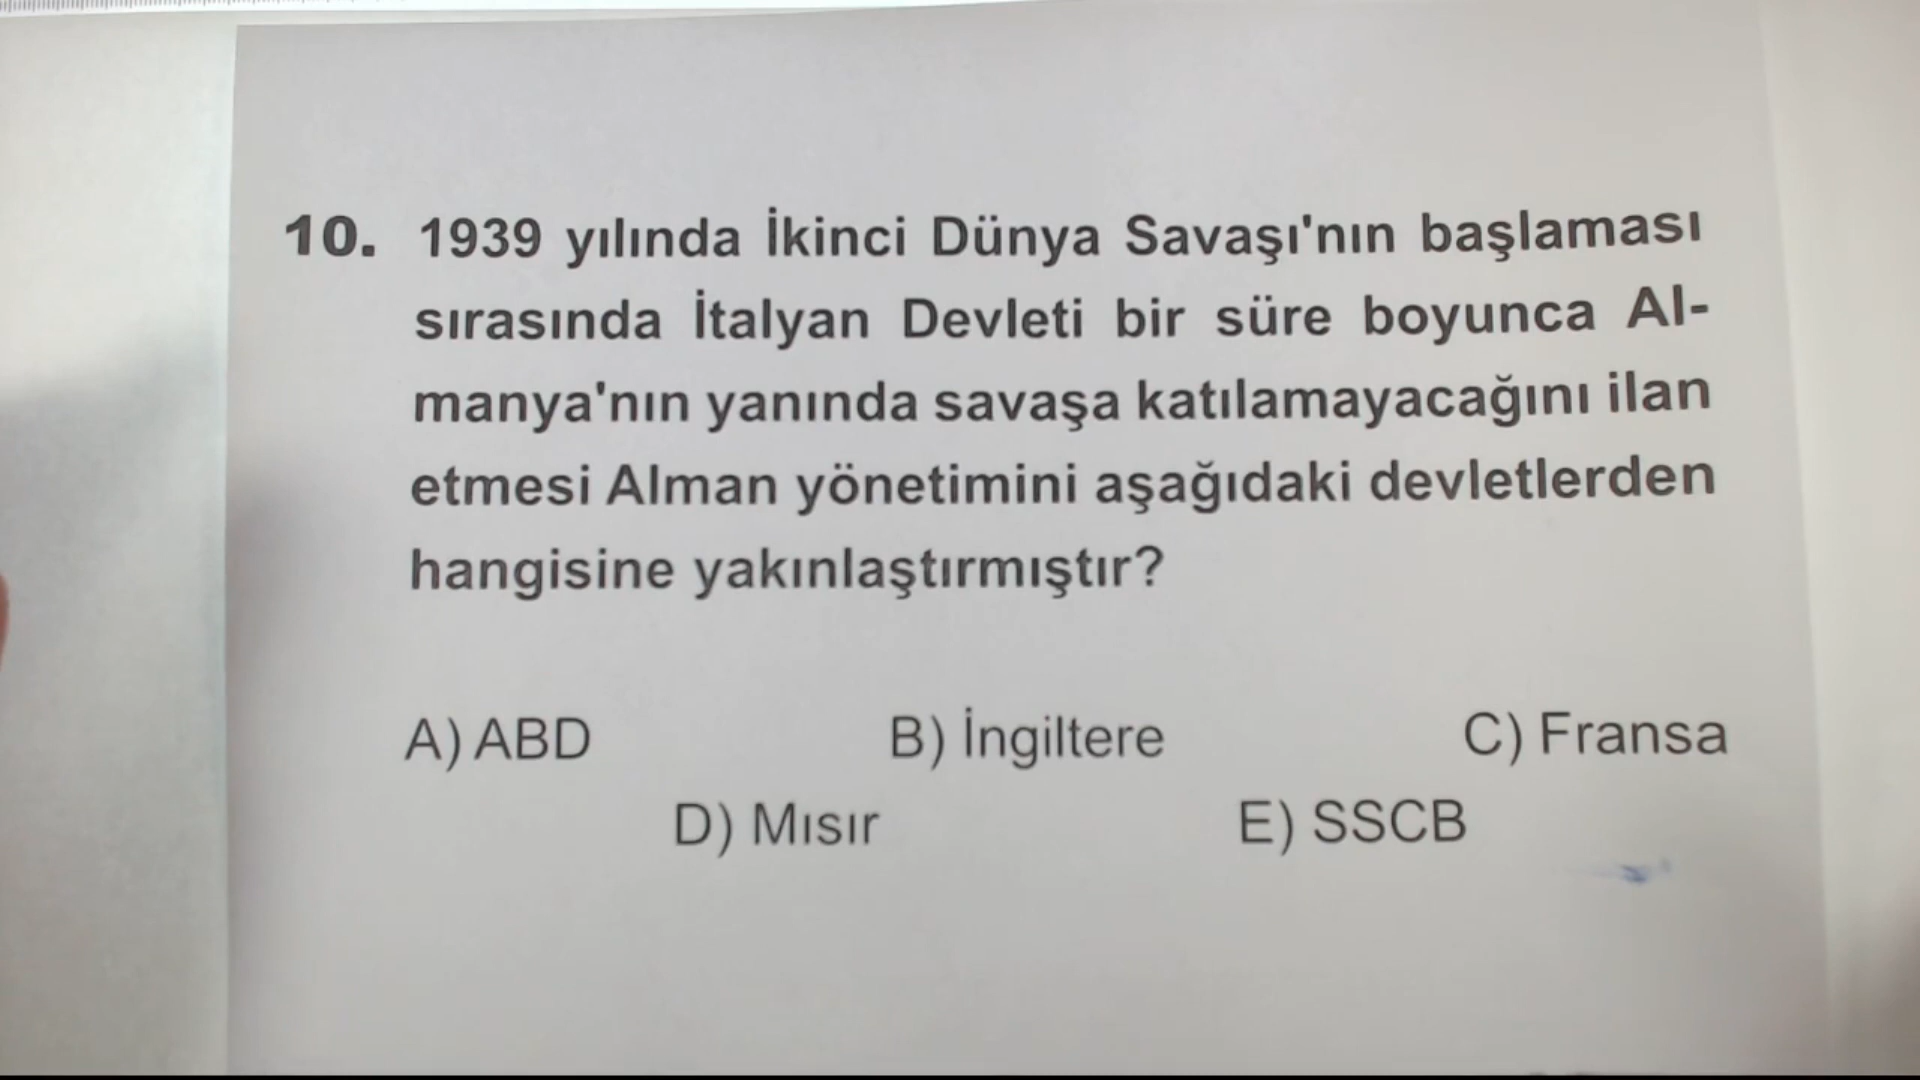 10. 1939 yılında İkinci Dünya Savaşı'nın başlaması
sırasında İtalyan Devleti bir süre boyunca Al-
manya'nın yanında savaşa katılamayacağını ilan
etmesi Alman yönetimini aşağıdaki devletlerden
hangisine yakınlaştırmıştır?
A) ABD B) İngiltere C) Fransa
D) Mısır E) SSCB